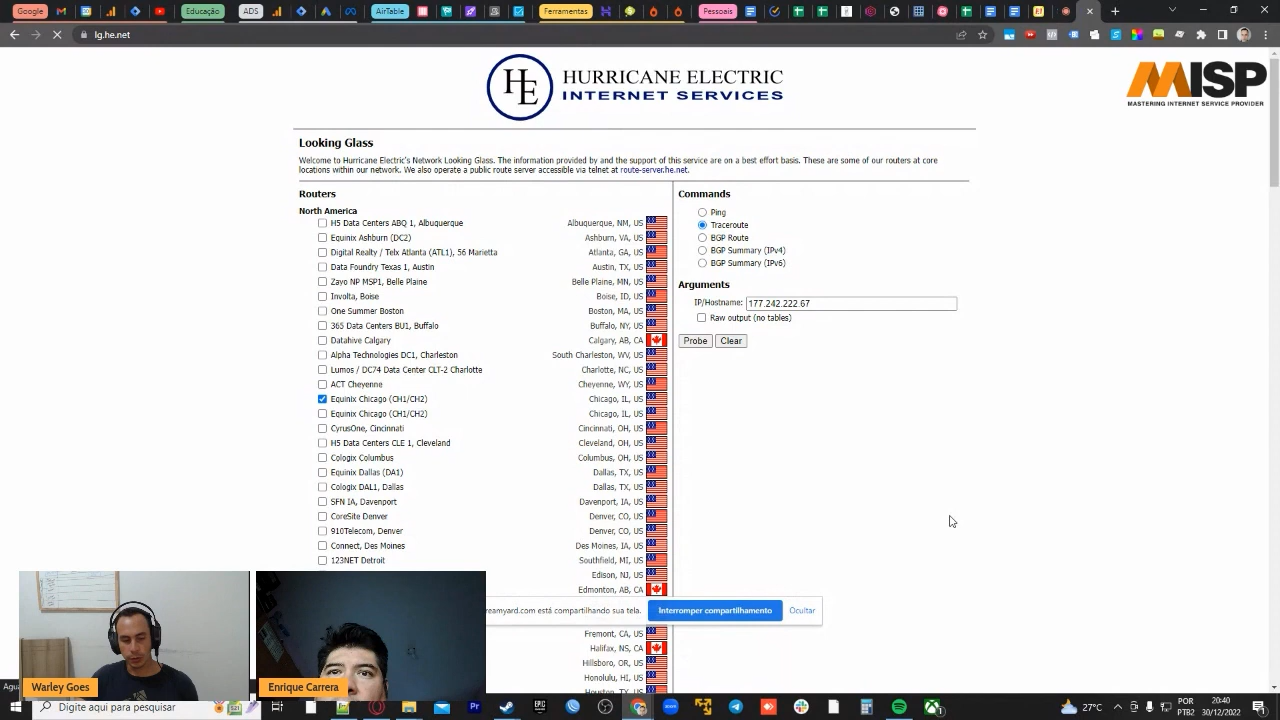 Google
Educação
ADS
AirTable
Ferramentas
Pessoais
lg.he.net
HE
HURRICANE ELECTRIC
INTERNET SERVICES
MISP
MASTERING INTERNET SERVICE PROVIDER
Looking Glass
Welcome to Hurricane Electric's Network Looking Glass. The information provided by and the support of this service are on a best effort basis. These are some of our routers at core
locations within our network. We also operate a public route server accessible via telnet at route-server.he.net.
Routers
North America
H5 Data Centers ABQ 1, Albuquerque Albuquerque, NM, US
Equinix Ashburn (DC2) Ashburn, VA, US
Digital Realty / Telx Atlanta (ATL1), 56 Marietta Atlanta, GA, US
Data Foundry Texas 1, Austin Austin, TX, US
Zayo NP MSP1, Belle Plaine Belle Plaine, MN, US
Involta, Boise Boise, ID, US
One Summer Boston Boston, MA, US
365 Data Centers BU1, Buffalo Buffalo, NY, US
Datahive Calgary Calgary, AB, CA
Alpha Technologies DC1, Charleston South Charleston, WV, US
Lumos / DC74 Data Center CLT-2 Charlotte Charlotte, NC, US
ACT Cheyenne Cheyenne, WY, US
Equinix Chicago (CH1/CH2) Chicago, IL, US
Equinix Chicago (CH1/CH2) Chicago, IL, US
CyrusOne, Cincinnati Cincinnati, OH, US
H5 Data Centers CLE 1, Cleveland Cleveland, OH, US
Cologix Columbus Columbus, OH, US
Equinix Dallas (DA1) Dallas, TX, US
Cologix DAL1, Dallas Dallas, TX, US
SFN IA, Davenport Davenport, IA, US
CoreSite Denver Denver, CO, US
910Telecom, Denver Denver, CO, US
Connect, Des Moines Des Moines, IA, US
123NET Detroit Southfield, MI, US
Edison, NJ, US
Edmonton, AB, CA
Fremont, CA, US
Halifax, NS, CA
Hillsboro, OR, US
Honolulu, HI, US
Houston, TX, US
Commands
Ping
Traceroute
BGP Route
BGP Summary (IPv4)
BGP Summary (IPv6)
Arguments
IP/Hostname: 177.242.222.67
Raw output (no tables)
Probe Clear
reamyard.com está compartilhando sua tela. Interromper compartilhamento Ocultar
Warley Goes
Enrique Carrera
Digite aqui para pesquisar
EPIC
Pr
zoom
27°C
POR
PTB2
20:40
30/12/2022